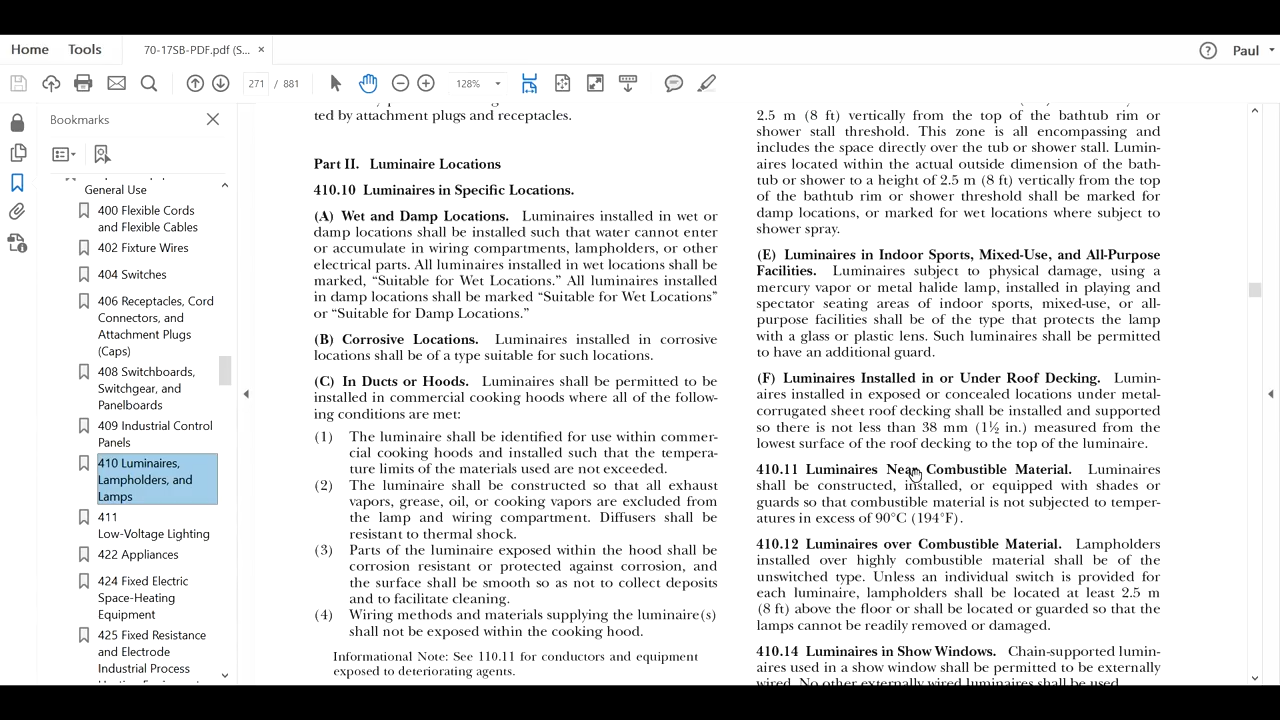 Home
Tools
70-17SB-PDF.pdf (S... ×
Paul
271 / 881
128%
Bookmarks
General Use
400 Flexible Cords
and Flexible Cables
402 Fixture Wires
404 Switches
406 Receptacles, Cord
Connectors, and
Attachment Plugs
(Caps)
408 Switchboards,
Switchgear, and
Panelboards
409 Industrial Control
Panels
410 Luminaires,
Lampholders, and
Lamps
411
Low-Voltage Lighting
422 Appliances
424 Fixed Electric
Space-Heating
Equipment
425 Fixed Resistance
and Electrode
Industrial Process
ted by attachment plugs and receptacles.
Part II. Luminaire Locations
410.10 Luminaires in Specific Locations.
(A) Wet and Damp Locations. Luminaires installed in wet or
damp locations shall be installed such that water cannot enter
or accumulate in wiring compartments, lampholders, or other
electrical parts. All luminaires installed in wet locations shall be
marked, “Suitable for Wet Locations.” All luminaires installed
in damp locations shall be marked “Suitable for Wet Locations”
or “Suitable for Damp Locations.”
(B) Corrosive Locations. Luminaires installed in corrosive
locations shall be of a type suitable for such locations.
(C) In Ducts or Hoods. Luminaires shall be permitted to be
installed in commercial cooking hoods where all of the follow-
ing conditions are met:
(1) The luminaire shall be identified for use within commer-
cial cooking hoods and installed such that the tempera-
ture limits of the materials used are not exceeded.
(2) The luminaire shall be constructed so that all exhaust
vapors, grease, oil, or cooking vapors are excluded from
the lamp and wiring compartment. Diffusers shall be
resistant to thermal shock.
(3) Parts of the luminaire exposed within the hood shall be
corrosion resistant or protected against corrosion, and
the surface shall be smooth so as not to collect deposits
and to facilitate cleaning.
(4) Wiring methods and materials supplying the luminaire(s)
shall not be exposed within the cooking hood.
Informational Note: See 110.11 for conductors and equipment
exposed to deteriorating agents.
2.5 m (8 ft) vertically from the top of the bathtub rim or
shower stall threshold. This zone is all encompassing and
includes the space directly over the tub or shower stall. Lumin-
aires located within the actual outside dimension of the bath-
tub or shower to a height of 2.5 m (8 ft) vertically from the top
of the bathtub rim or shower threshold shall be marked for
damp locations, or marked for wet locations where subject to
shower spray.
(E) Luminaires in Indoor Sports, Mixed-Use, and All-Purpose
Facilities. Luminaires subject to physical damage, using a
mercury vapor or metal halide lamp, installed in playing and
spectator seating areas of indoor sports, mixed-use, or all-
purpose facilities shall be of the type that protects the lamp
with a glass or plastic lens. Such luminaires shall be permitted
to have an additional guard.
(F) Luminaires Installed in or Under Roof Decking. Lumin-
aires installed in exposed or concealed locations under metal-
corrugated sheet roof decking shall be installed and supported
so there is not less than 38 mm (1½ in.) measured from the
lowest surface of the roof decking to the top of the luminaire.
410.11 Luminaires Near Combustible Material. Luminaires
shall be constructed, installed, or equipped with shades or
guards so that combustible material is not subjected to temper-
atures in excess of 90°C (194°F).
410.12 Luminaires over Combustible Material. Lampholders
installed over highly combustible material shall be of the
unswitched type. Unless an individual switch is provided for
each luminaire, lampholders shall be located at least 2.5 m
(8 ft) above the floor or shall be located or guarded so that the
lamps cannot be readily removed or damaged.
410.14 Luminaires in Show Windows. Chain-supported lumin-
aires used in a show window shall be permitted to be externally
wired. No other externally wired luminaires shall be used.